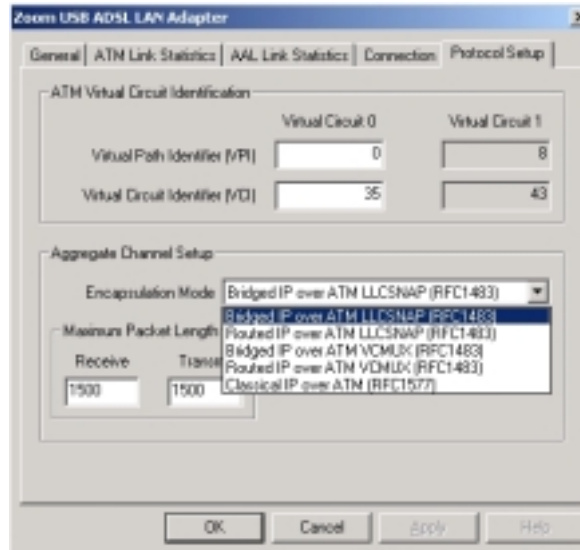 Zoom USB ADSL LAN Adapter
General ATM Link Statistics AAL Link Statistics Connection Protocol Setup
ATM Virtual Circuit Identification
Virtual Circuit 0 Virtual Circuit 1
Virtual Path Identifier (VPI) 0 8
Virtual Circuit Identifier (VCI) 35 43
Aggregate Channel Setup
Encapsulation Mode Bridged IP over ATM LLCSNAP (RFC1483)
Bridged IP over ATM LLCSNAP (RFC1483)
Routed IP over ATM LLCSNAP (RFC1483)
Bridged IP over ATM VCMUX (RFC1483)
Routed IP over ATM VCMUX (RFC1483)
Classical IP over ATM (RFC1577)
Maximum Packet Length
Receive Transm
1500 1500
OK Cancel Apply Help